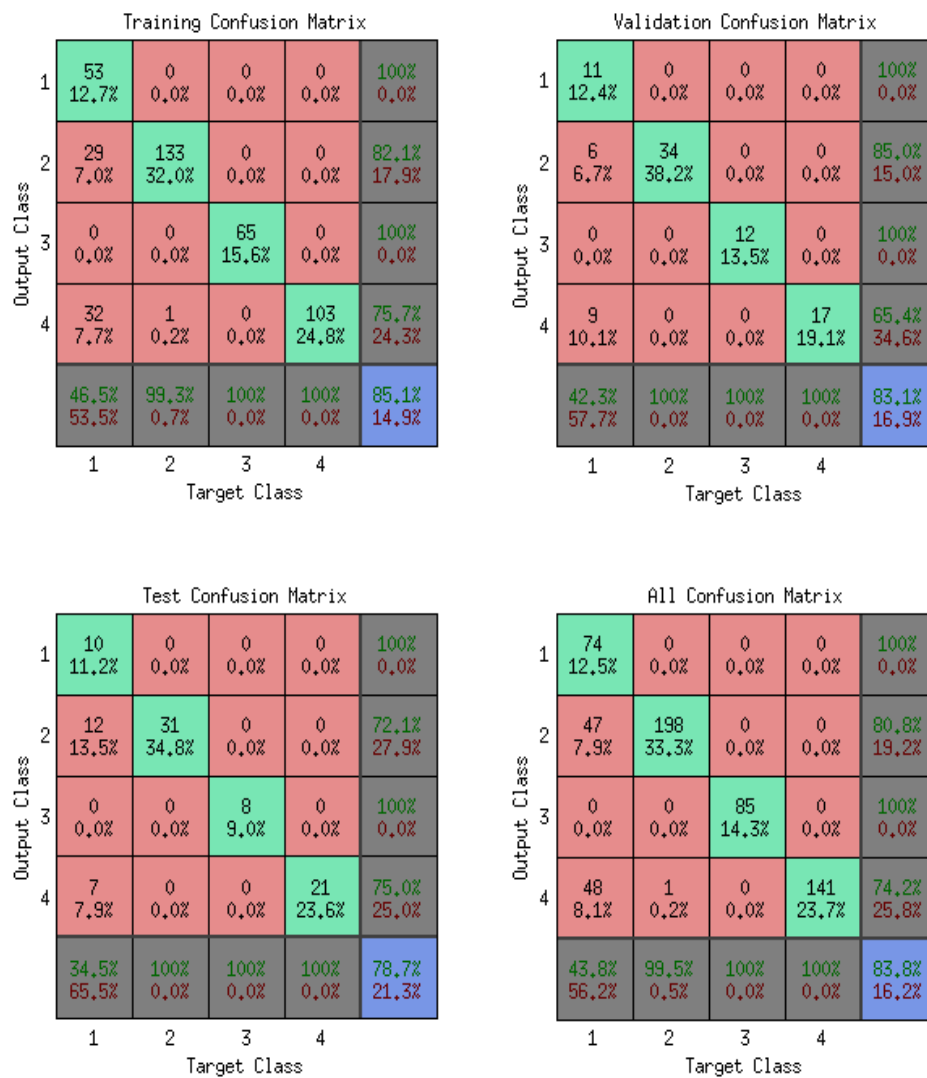 Training Confusion Matrix
1 53 0 0 0 100%
12.7% 0.0% 0.0% 0.0% 0.0%
2 29 133 0 0 82.1%
7.0% 32.0% 0.0% 0.0% 17.9%
3 0 0 65 0 100%
0.0% 0.0% 15.6% 0.0% 0.0%
4 32 1 0 103 75.7%
7.7% 0.2% 0.0% 24.8% 24.3%
46.5% 99.3% 100% 100% 85.1%
53.5% 0.7% 0.0% 0.0% 14.9%
1 2 3 4
Target Class
Output Class
Validation Confusion Matrix
1 11 0 0 0 100%
12.4% 0.0% 0.0% 0.0% 0.0%
2 6 34 0 0 85.0%
6.7% 38.2% 0.0% 0.0% 15.0%
3 0 0 12 0 100%
0.0% 0.0% 13.5% 0.0% 0.0%
4 9 0 0 17 65.4%
10.1% 0.0% 0.0% 19.1% 34.6%
42.3% 100% 100% 100% 83.1%
57.7% 0.0% 0.0% 0.0% 16.9%
1 2 3 4
Target Class
Output Class
Test Confusion Matrix
1 10 0 0 0 100%
11.2% 0.0% 0.0% 0.0% 0.0%
2 12 31 0 0 72.1%
13.5% 34.8% 0.0% 0.0% 27.9%
3 0 0 8 0 100%
0.0% 0.0% 9.0% 0.0% 0.0%
4 7 0 0 21 75.0%
7.9% 0.0% 0.0% 23.6% 25.0%
34.5% 100% 100% 100% 78.7%
65.5% 0.0% 0.0% 0.0% 21.3%
1 2 3 4
Target Class
Output Class
All Confusion Matrix
1 74 0 0 0 100%
12.5% 0.0% 0.0% 0.0% 0.0%
2 47 198 0 0 80.8%
7.9% 33.3% 0.0% 0.0% 19.2%
3 0 0 85 0 100%
0.0% 0.0% 14.3% 0.0% 0.0%
4 48 1 0 141 74.2%
8.1% 0.2% 0.0% 23.7% 25.8%
43.8% 99.5% 100% 100% 83.8%
56.2% 0.5% 0.0% 0.0% 16.2%
1 2 3 4
Target Class
Output Class